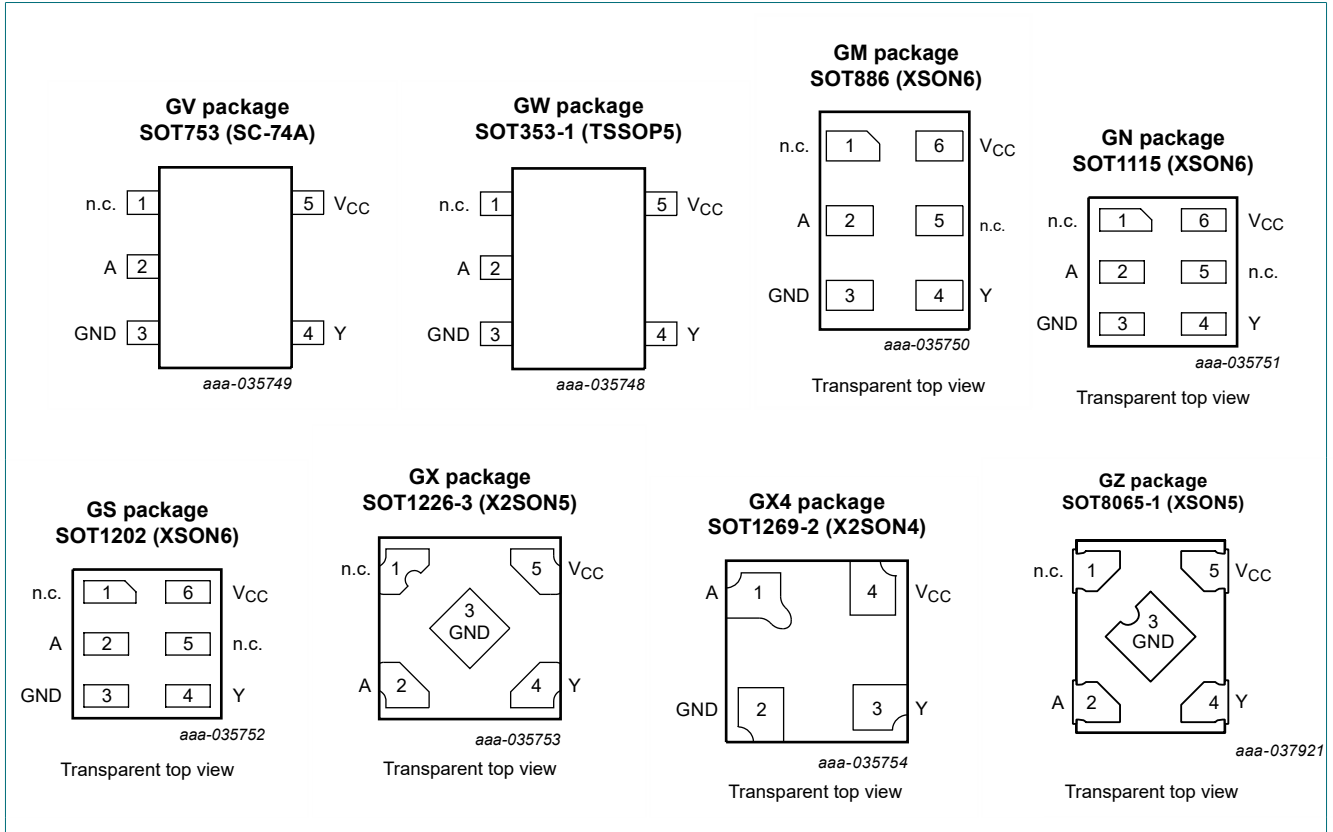 GV package
SOT753 (SC-74A)
n.c. 1
5 VCC
A 2
GND 3
4 Y
aaa-035749
GW package
SOT353-1 (TSSOP5)
n.c. 1
5 VCC
A 2
GND 3
4 Y
aaa-035748
GM package
SOT886 (XSON6)
n.c. 1 6 VCC
A 2 5 n.c.
GND 3 4 Y
aaa-035750
Transparent top view
GN package
SOT1115 (XSON6)
n.c. 1 6 VCC
A 2 5 n.c.
GND 3 4 Y
aaa-035751
Transparent top view
GS package
SOT1202 (XSON6)
n.c. 1 6 VCC
A 2 5 n.c.
GND 3 4 Y
aaa-035752
Transparent top view
GX package
SOT1226-3 (X2SON5)
n.c. 1 5 VCC
3
GND
A 2 4 Y
aaa-035753
Transparent top view
GX4 package
SOT1269-2 (X2SON4)
A 1 4 VCC
GND 2 3 Y
aaa-035754
Transparent top view
GZ package
SOT8065-1 (XSON5)
n.c. 1 5 VCC
3
GND
A 2 4 Y
aaa-037921
Transparent top view